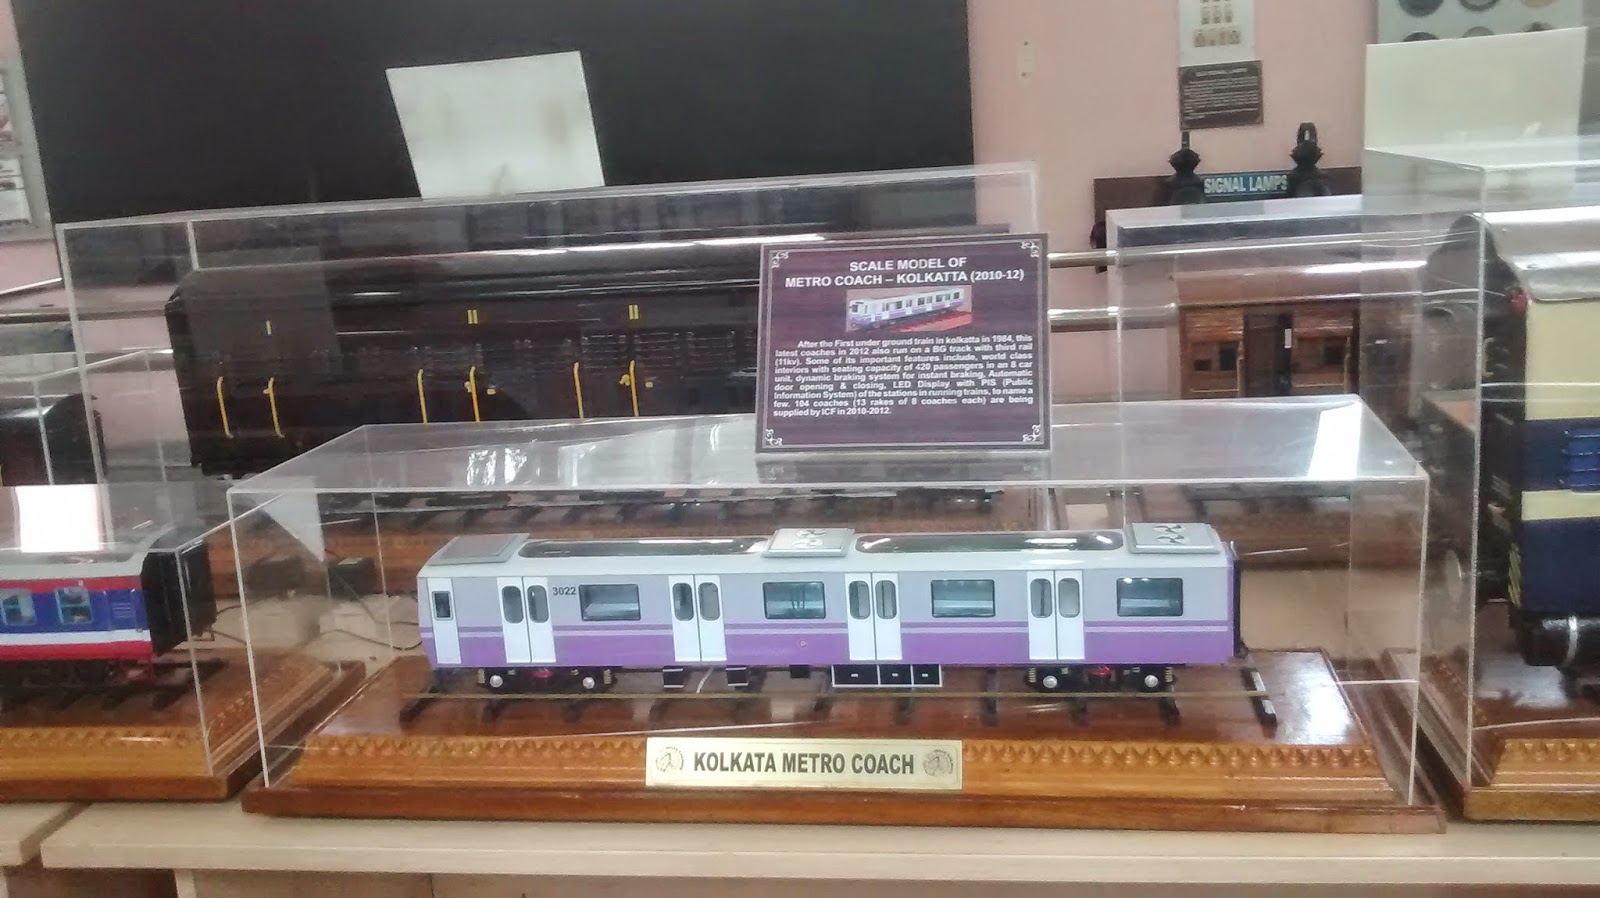 SIGNAL LAMPS
I
II
II
SCALE MODEL OF
METRO COACH – KOLKATTA (2010-12)
After the First under ground train in kolkatta in 1984, this
latest coaches in 2012 also run on a BG track with third rail
(11kv). Some of its important features include, world class
interiors with seating capacity of 420 passengers in an 8 car
unit, dynamic braking system for instant braking, Automatic
door opening & closing, LED Display with PIS (Public
Information System) of the stations in running trains, to name a
few. 104 coaches (13 rakes of 8 coaches each) are being
supplied by ICF in 2010-2012.
3022
KOLKATA METRO COACH